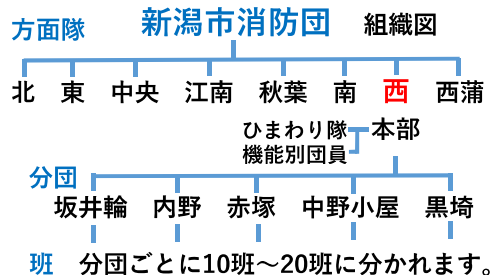 新潟市消防団 組織図
方面隊
北 東 中央 江南 秋葉 南 西 西蒲
ひまわり隊 本部
機能別団員
分団
坂井輪 内野 赤塚 中野小屋 黒埼
班 分団ごとに10班～20班に分かれます。